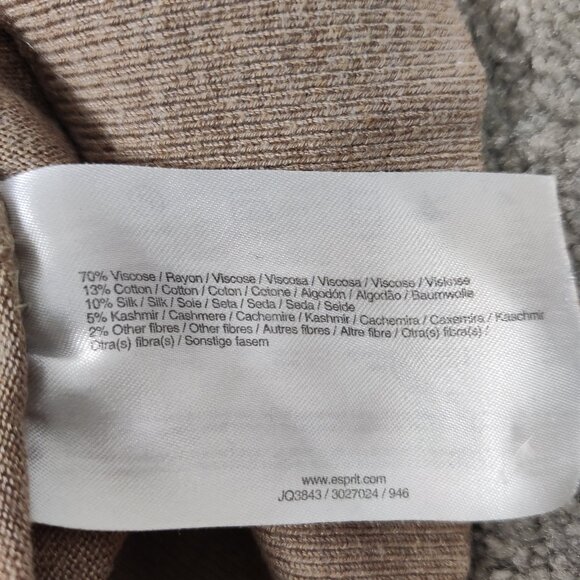 70% Viscose / Rayon / Viscose / Viscosa / Viscosa / Viscose / Viskose
13% Cotton / Cotton / Coton / Cotone / Algodón / Algodão / Baumwolle
10% Silk / Silk / Soie / Seta / Seda / Seda / Seide
5% Kashmir / Cashmere / Cachemire / Kashmir / Cachemira / Caxemira / Kaschmir
2% Other fibres / Other fibres / Autres fibres / Altre fibre / Otra(s) fibra(s) /
Otra(s) fibra(s) / Sonstige fasern
www.esprit.com
JQ3843 / 3027024 / 946